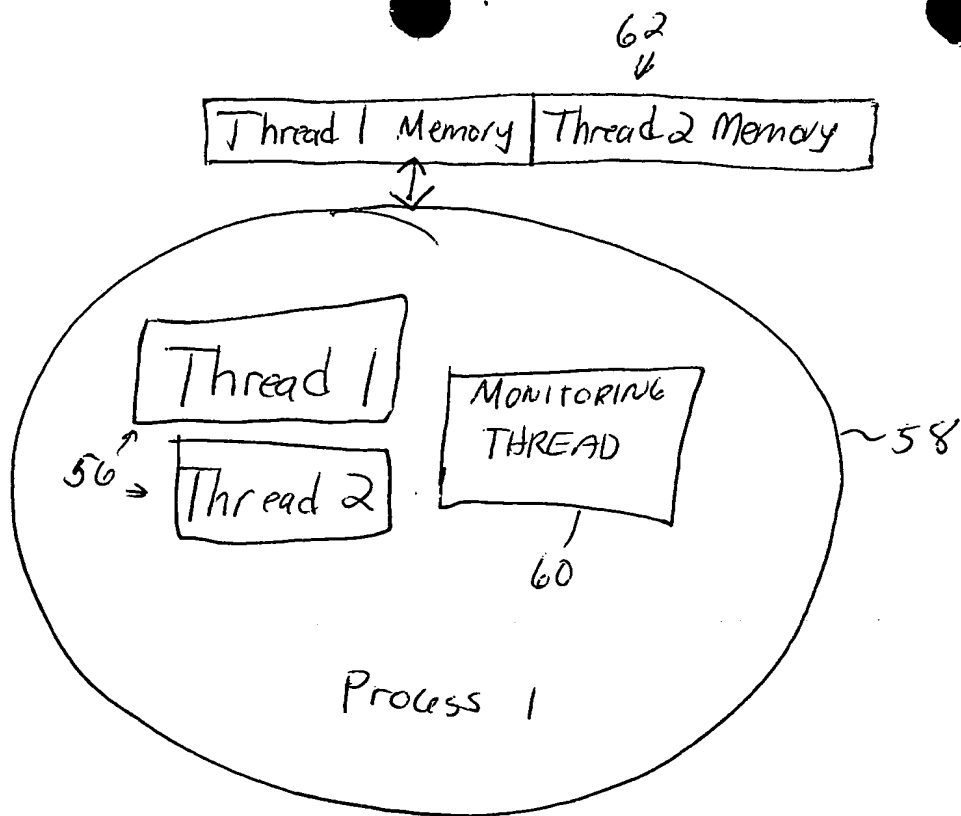 62
Thread 1 Memory Thread 2 Memory
Thread 1
MONITORING
THREAD
58
56
Thread 2
60
Process 1